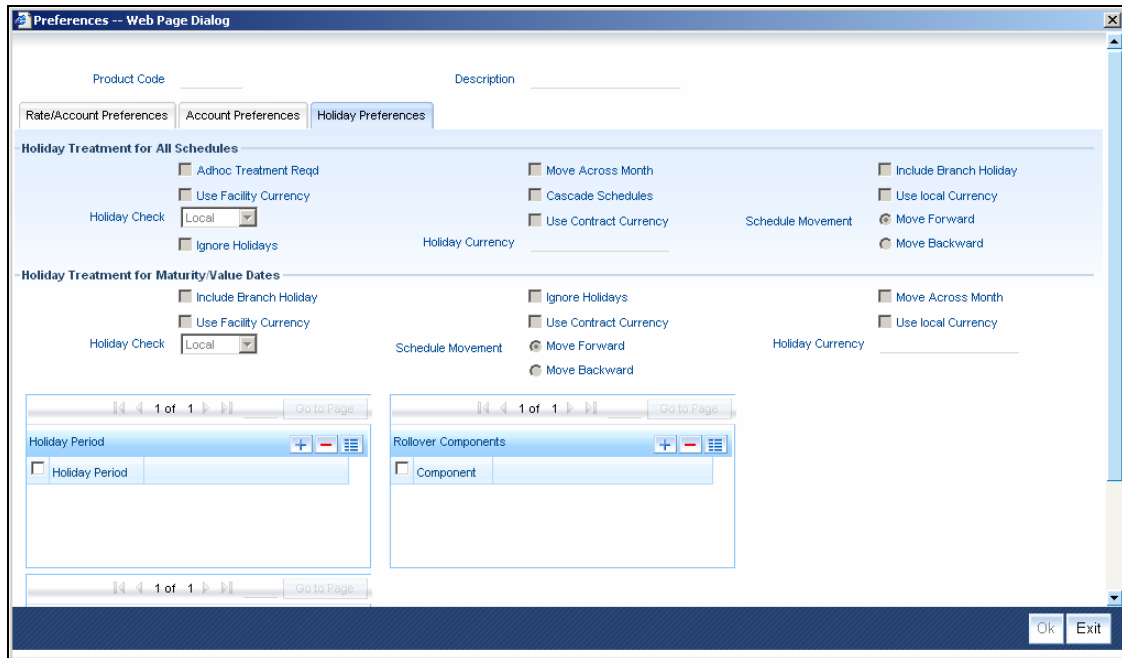 Preferences -- Web Page Dialog
Product Code
Description
Rate/Account Preferences
Account Preferences
Holiday Preferences
Holiday Treatment for All Schedules
Adhoc Treatment Reqd
Move Across Month
Include Branch Holiday
Use Facility Currency
Cascade Schedules
Use local Currency
Holiday Check
Local
Use Contract Currency
Schedule Movement
Move Forward
Ignore Holidays
Holiday Currency
Move Backward
Holiday Treatment for Maturity/Value Dates
Include Branch Holiday
Ignore Holidays
Move Across Month
Use Facility Currency
Use Contract Currency
Use local Currency
Holiday Check
Local
Schedule Movement
Move Forward
Holiday Currency
Move Backward
1 of 1
Go to Page
1 of 1
Go to Page
Holiday Period
Rollover Components
Holiday Period
Component
1 of 1
Go to Page
Ok
Exit